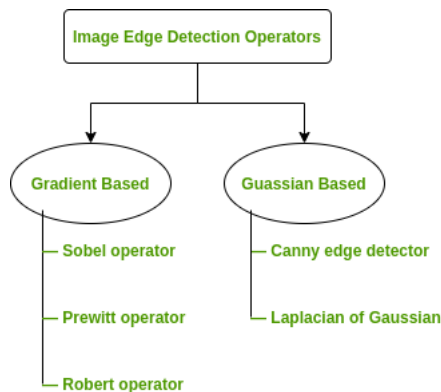 Image Edge Detection Operators
Gradient Based
Guassian Based
Sobel operator
Canny edge detector
Prewitt operator
Laplacian of Gaussian
Robert operator